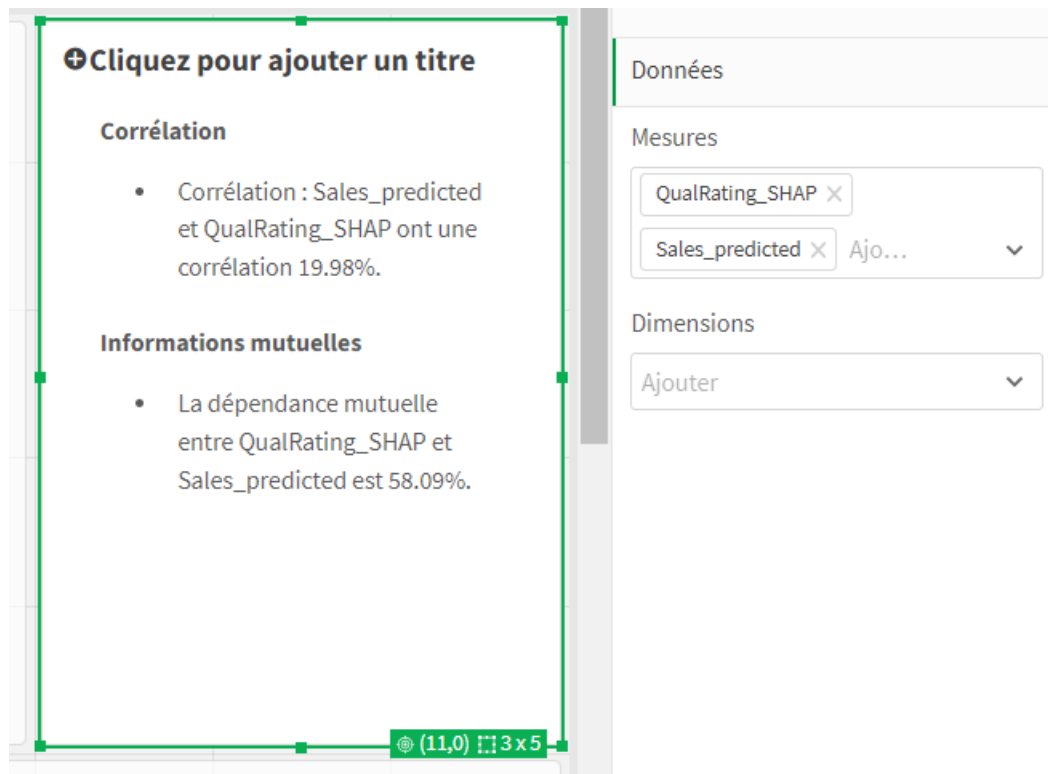 Cliquez pour ajouter un titre
Corrélation
• Corrélation : Sales_predicted
et QualRating_SHAP ont une
corrélation 19.98%.
Informations mutuelles
• La dépendance mutuelle
entre QualRating_SHAP et
Sales_predicted est 58.09%.
(11,0) 3 x 5
Données
Mesures
QualRating_SHAP
Sales_predicted Ajo...
Dimensions
Ajouter